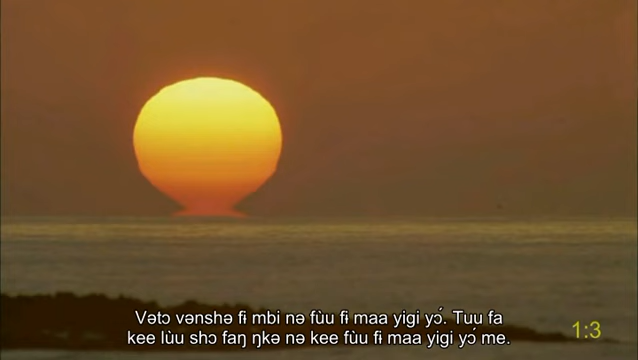 Vətɔ vənshə fɨ mbi nə fùu fɨ maa yigi yɔ́. Tuu fa
kee lùu shɔ faŋ ŋkə nə kee fùu fɨ maa yigi yɔ́ me.
1:3